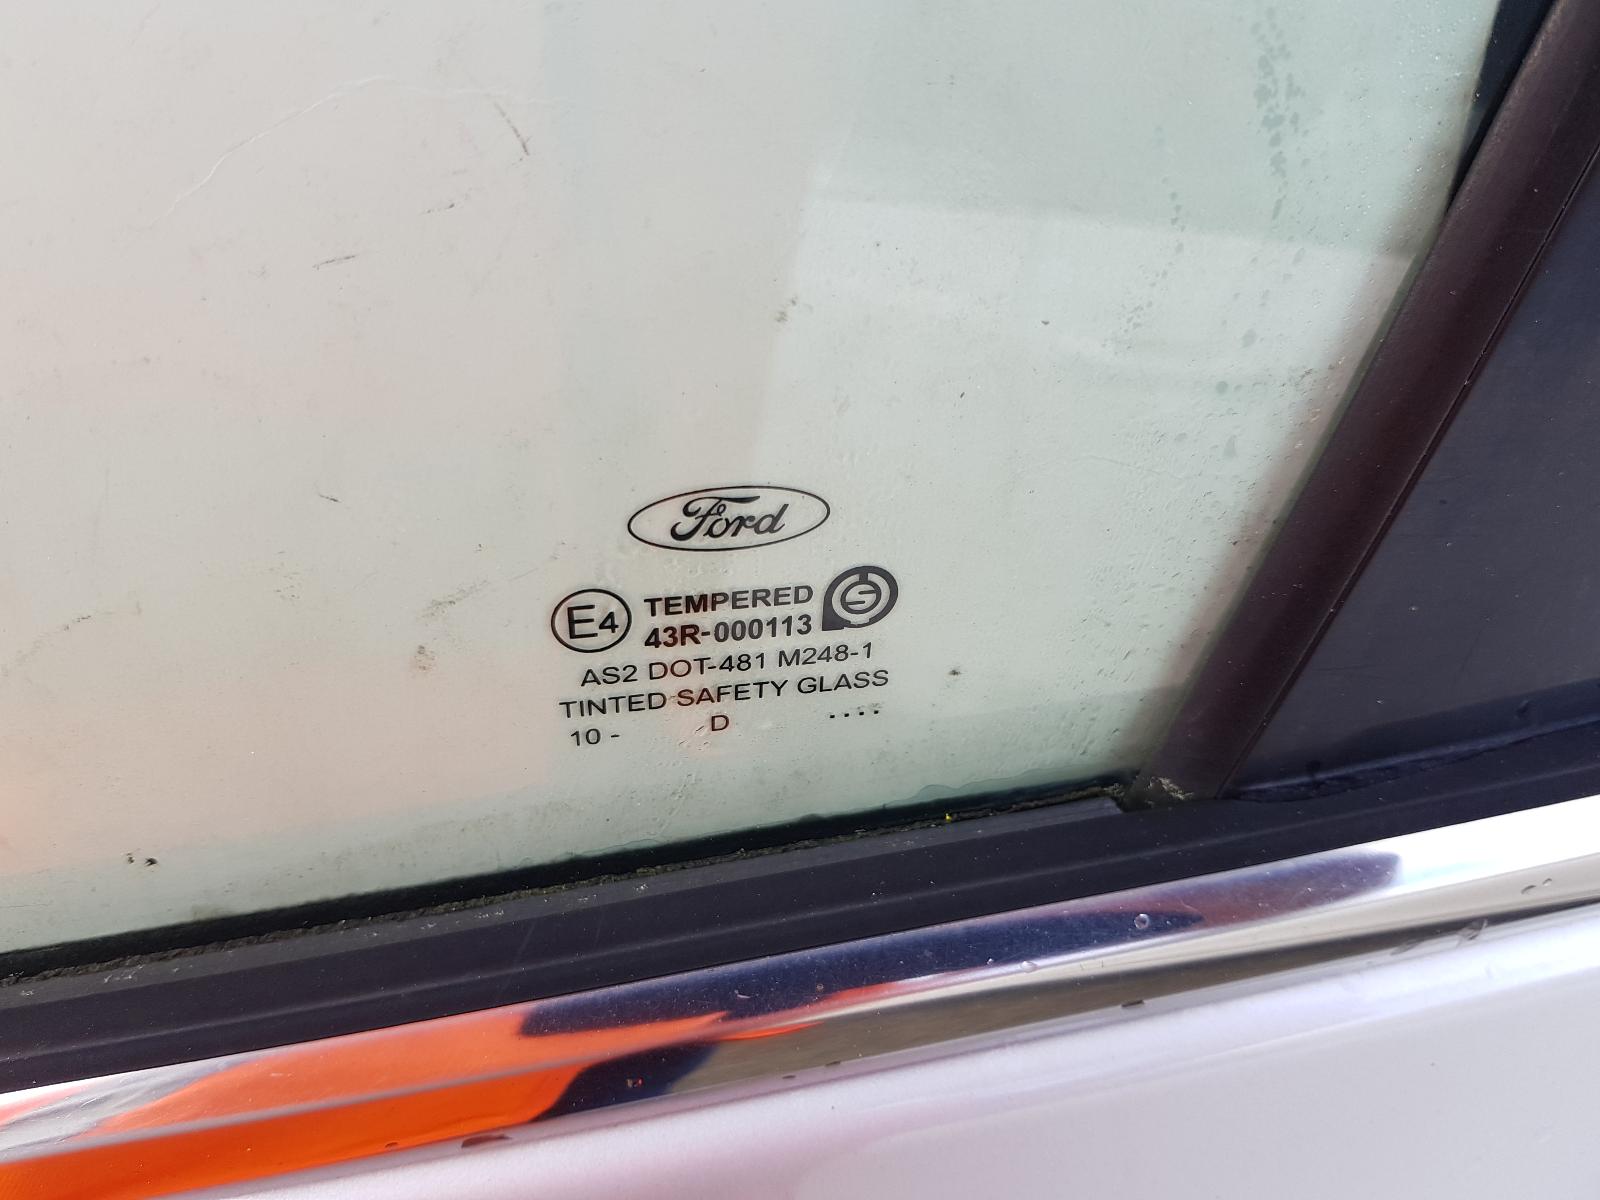 Ford
E4 TEMPERED S
43R-000113
AS2 DOT-481 M248-1
TINTED SAFETY GLASS
10 - D ....